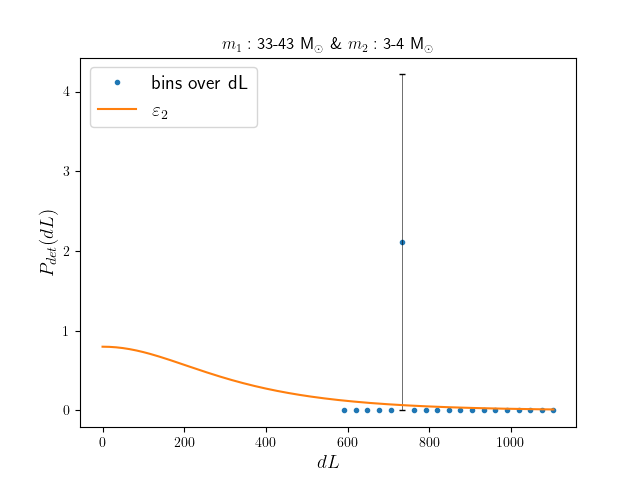 m₁ : 33-43 M⊙ & m₂ : 3-4 M⊙
bins over dL
ε₂
P_det(dL)
4
3
2
1
0
0 200 400 600 800 1000
dL